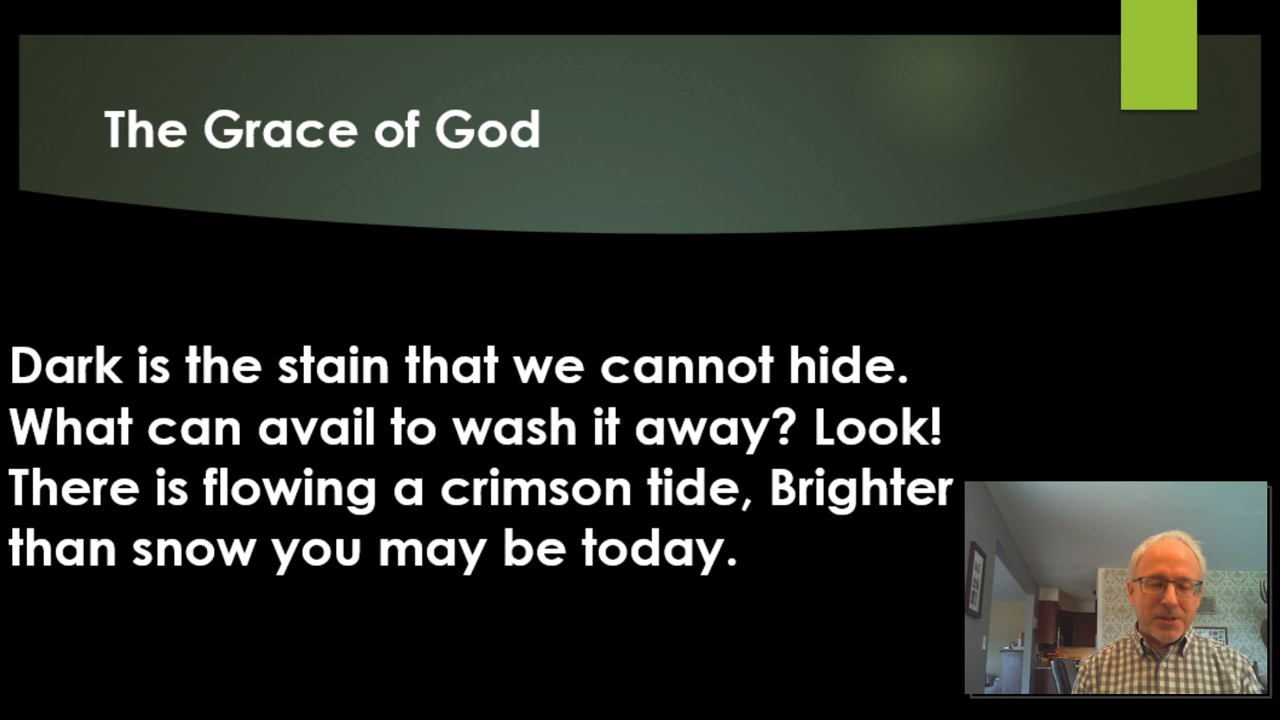 The Grace of God
Dark is the stain that we cannot hide.
What can avail to wash it away? Look!
There is flowing a crimson tide, Brighter
than snow you may be today.